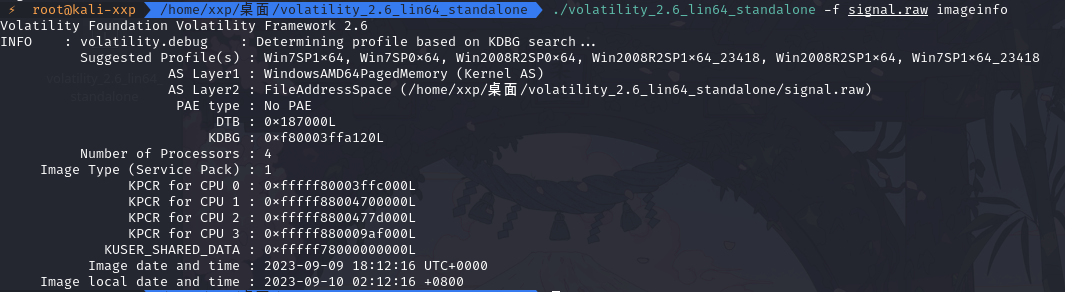 ⚡ root@kali-xxp /home/xxp/桌面/volatility_2.6_lin64_standalone ./volatility_2.6_lin64_standalone -f signal.raw imageinfo
Volatility Foundation Volatility Framework 2.6
INFO    : volatility.debug    : Determining profile based on KDBG search...
          Suggested Profile(s) : Win7SP1x64, Win7SP0x64, Win2008R2SP0x64, Win2008R2SP1x64_23418, Win2008R2SP1x64, Win7SP1x64_23418
                     AS Layer1 : WindowsAMD64PagedMemory (Kernel AS)
                     AS Layer2 : FileAddressSpace (/home/xxp/桌面/volatility_2.6_lin64_standalone/signal.raw)
                      PAE type : No PAE
                           DTB : 0x187000L
                          KDBG : 0xf80003ffa120L
          Number of Processors : 4
     Image Type (Service Pack) : 1
                KPCR for CPU 0 : 0xfffff80003ffc000L
                KPCR for CPU 1 : 0xfffff88004700000L
                KPCR for CPU 2 : 0xfffff8800477d000L
                KPCR for CPU 3 : 0xfffff880009af000L
             KUSER_SHARED_DATA : 0xfffff78000000000L
           Image date and time : 2023-09-09 18:12:16 UTC+0000
     Image local date and time : 2023-09-10 02:12:16 +0800